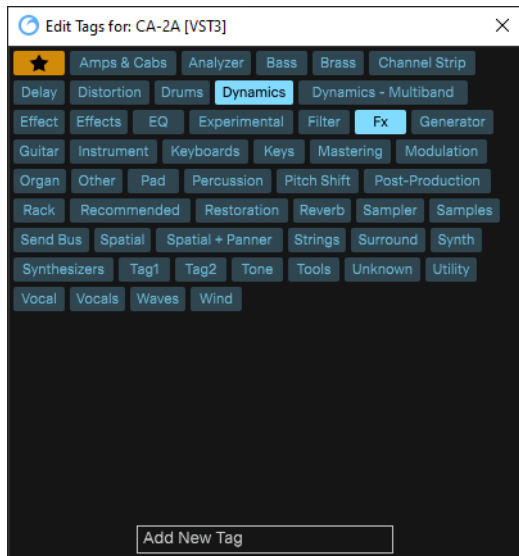 Edit Tags for: CA-2A [VST3]
Amps & Cabs Analyzer Bass Brass Channel Strip
Delay Distortion Drums Dynamics Dynamics - Multiband
Effect Effects EQ Experimental Filter Fx Generator
Guitar Instrument Keyboards Keys Mastering Modulation
Organ Other Pad Percussion Pitch Shift Post-Production
Rack Recommended Restoration Reverb Sampler Samples
Send Bus Spatial Spatial + Panner Strings Surround Synth
Synthesizers Tag1 Tag2 Tone Tools Unknown Utility
Vocal Vocals Waves Wind
Add New Tag